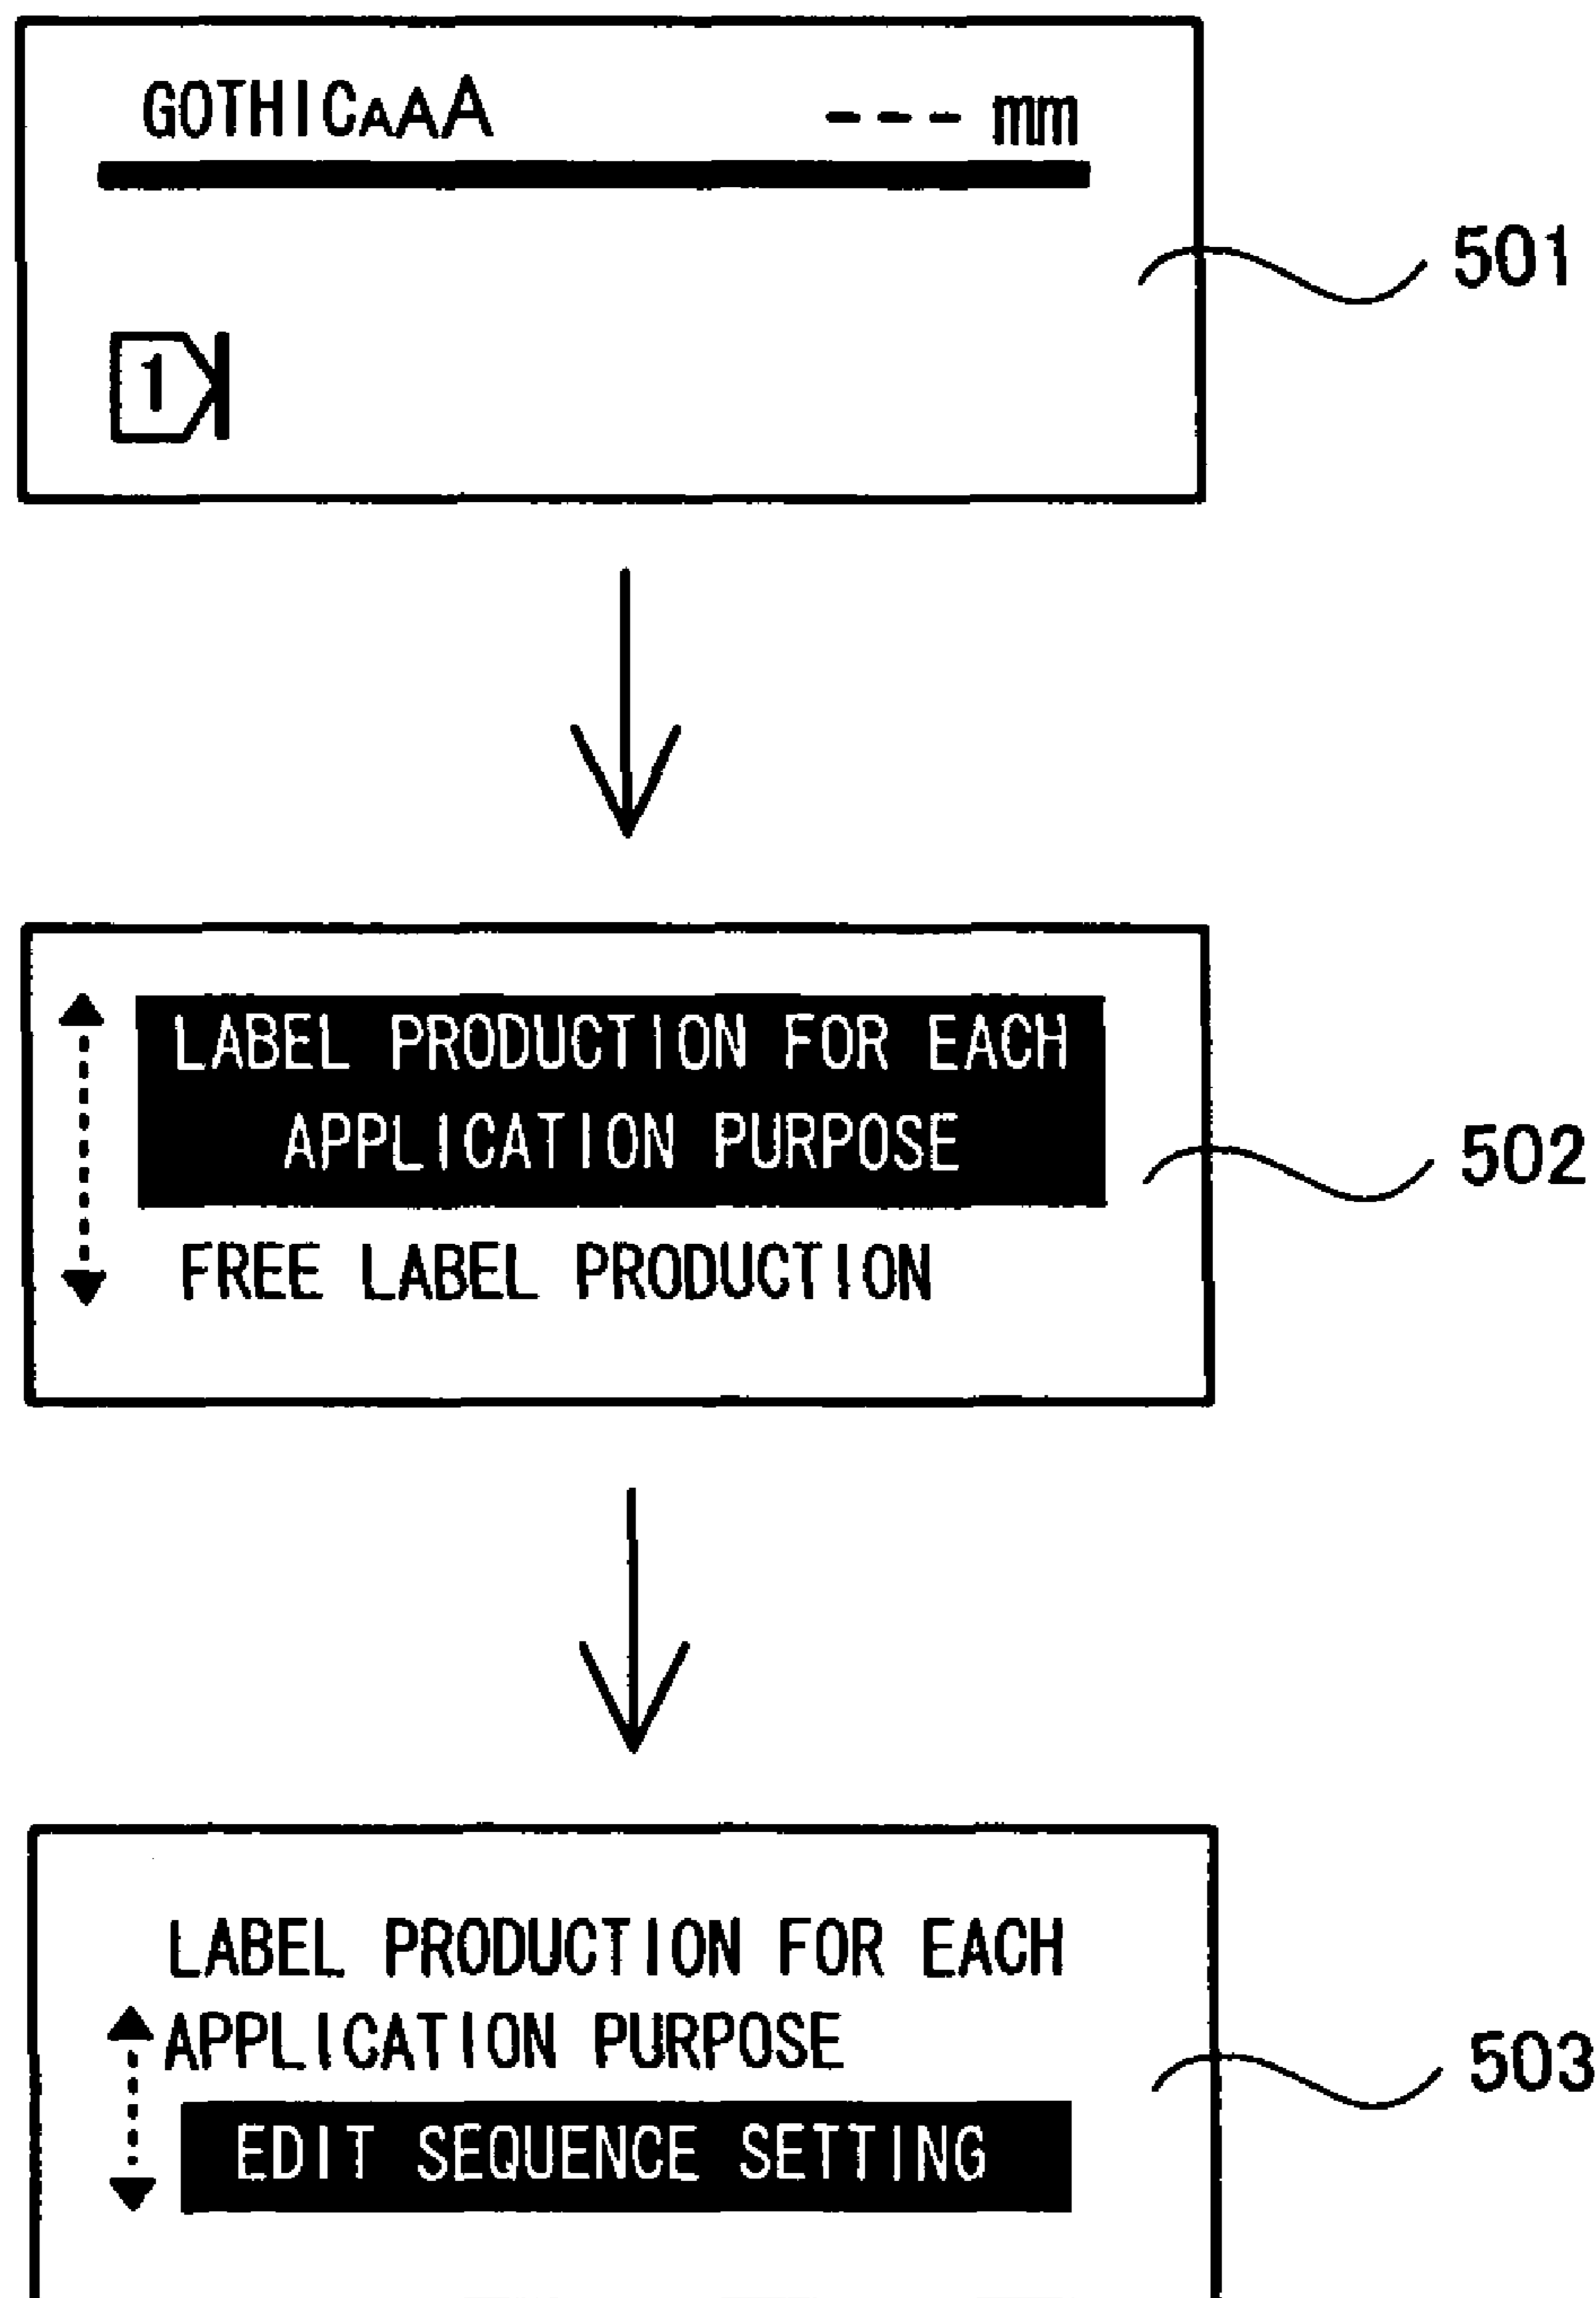 GOTHICAAA --- mm
501
1
LABEL PRODUCTION FOR EACH
APPLICATION PURPOSE
502
FREE LABEL PRODUCTION
LABEL PRODUCTION FOR EACH
APPLICATION PURPOSE
503
EDIT SEQUENCE SETTING